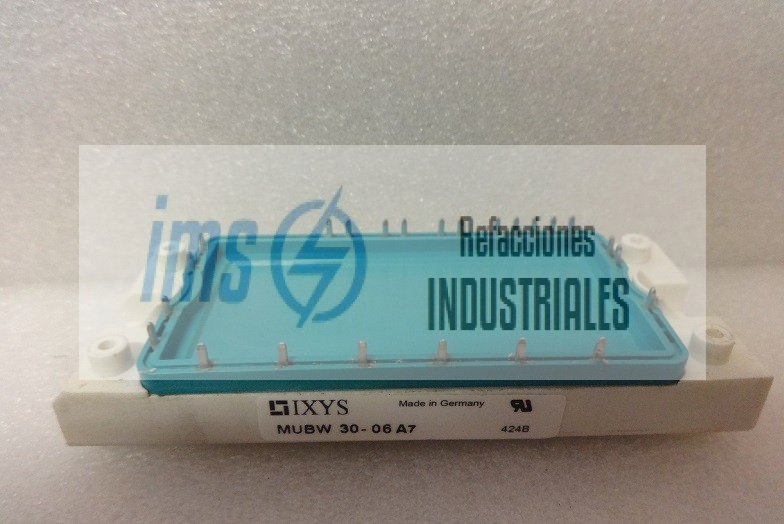 ims
Refacciones
INDUSTRIALES
IXYS
Made in Germany
MUBW 30-06 A7
424B